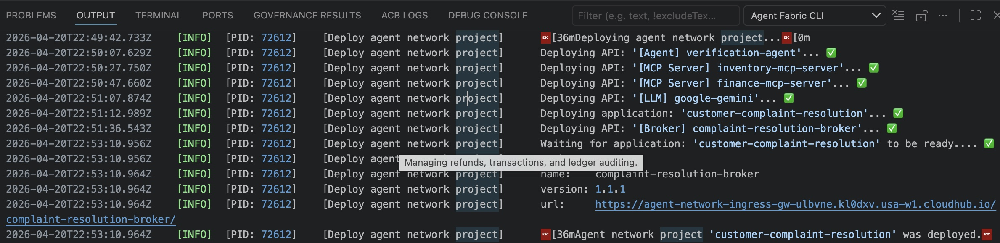 PROBLEMS OUTPUT TERMINAL PORTS GOVERNANCE RESULTS ACB LOGS DEBUG CONSOLE Filter (e.g. text, !excludeTex... Agent Fabric CLI
2026-04-20T22:49:42.733Z [INFO] [PID: 72612] [Deploy agent network project] ESC[36mDeploying agent network project...ESC[0m
2026-04-20T22:50:07.629Z [INFO] [PID: 72612] [Deploy agent network project] Deploying API: '[Agent] verification-agent'... ✅
2026-04-20T22:50:27.750Z [INFO] [PID: 72612] [Deploy agent network project] Deploying API: '[MCP Server] inventory-mcp-server'... ✅
2026-04-20T22:50:47.660Z [INFO] [PID: 72612] [Deploy agent network project] Deploying API: '[MCP Server] finance-mcp-server'... ✅
2026-04-20T22:51:07.874Z [INFO] [PID: 72612] [Deploy agent network project] Deploying API: '[LLM] google-gemini'... ✅
2026-04-20T22:51:12.989Z [INFO] [PID: 72612] [Deploy agent network project] Deploying application: 'customer-complaint-resolution'... ✅
2026-04-20T22:51:36.543Z [INFO] [PID: 72612] [Deploy agent network project] Deploying API: '[Broker] complaint-resolution-broker'... ✅
2026-04-20T22:53:10.956Z [INFO] [PID: 72612] [Deploy agent network project] Waiting for application: 'customer-complaint-resolution' to be ready.... ✅
2026-04-20T22:53:10.956Z [INFO] [PID: 72612] [Deploy agent
Managing refunds, transactions, and ledger auditing.
2026-04-20T22:53:10.964Z [INFO] [PID: 72612] [Deploy agent network project] name: complaint-resolution-broker
2026-04-20T22:53:10.964Z [INFO] [PID: 72612] [Deploy agent network project] version: 1.1.1
2026-04-20T22:53:10.964Z [INFO] [PID: 72612] [Deploy agent network project] url: https://agent-network-ingress-gw-ulbvne.kl0dxv.usa-w1.cloudhub.io/
complaint-resolution-broker/
2026-04-20T22:53:10.964Z [INFO] [PID: 72612] [Deploy agent network project] ESC[36mAgent network project 'customer-complaint-resolution' was deployed.ESC